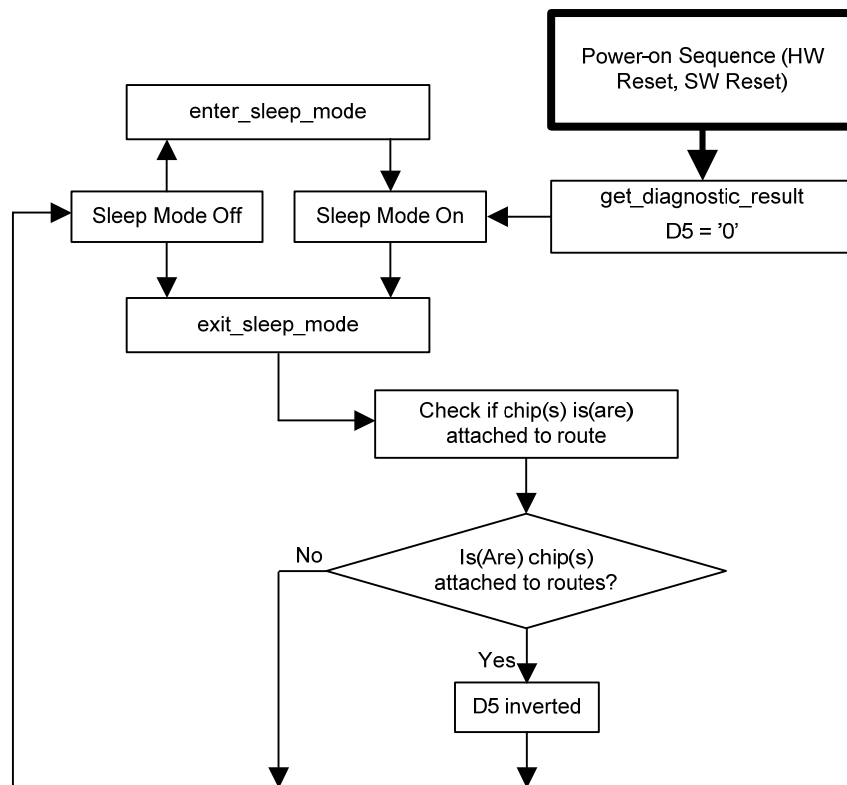 Power-on Sequence (HW
Reset, SW Reset)
enter_sleep_mode
get_diagnostic_result
D5 = '0'
Sleep Mode Off
Sleep Mode On
exit_sleep_mode
Check if chip(s) is(are)
attached to route
No
Is(Are) chip(s)
attached to routes?
Yes
D5 inverted